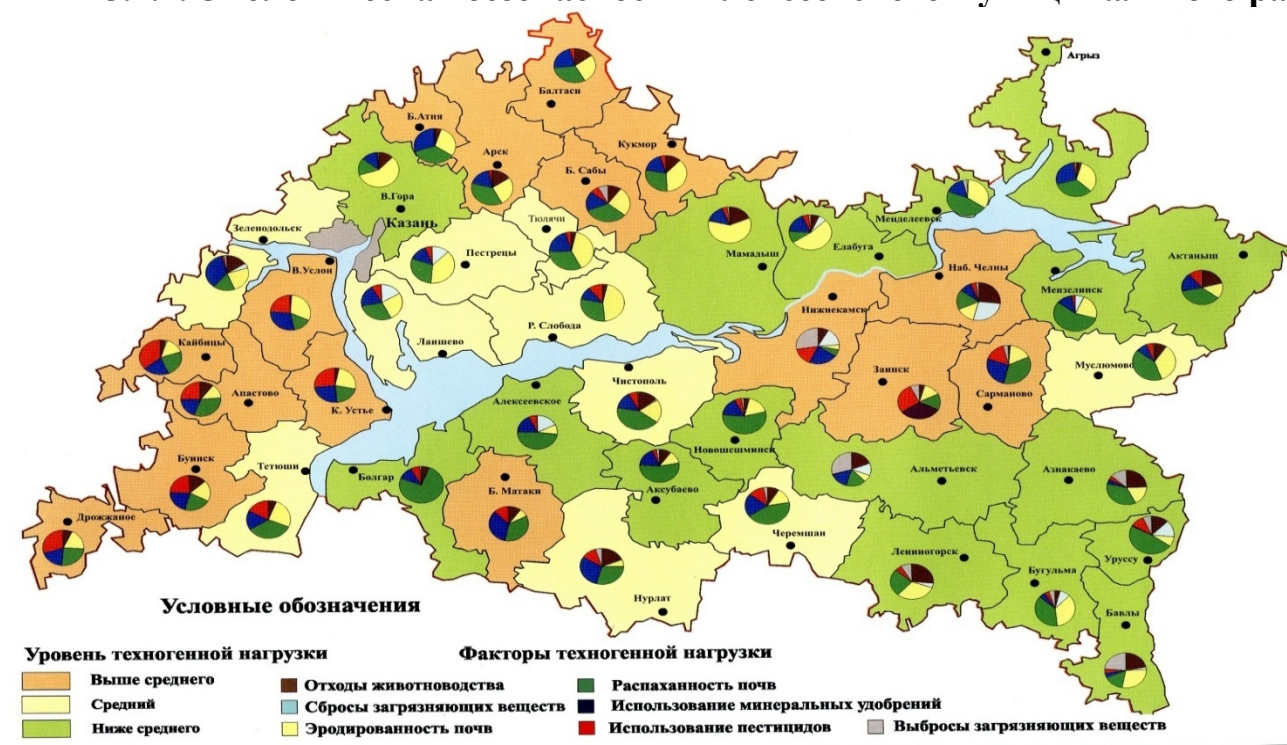 Агрыз
Балтаси
Б.Атня
Кукмор
Арск
Б. Сабы
В.Гора
Казань
Тюлячи
Менделеевск
Зеленодольск
Елабуга
Пестрецы
Мамадыш
Актаныш
В.Услон
Наб. Челны
Мензелинск
Нижнекамск
Р. Слобода
Лаишево
Кайбицы
Муслюмово
Чистополь
Заинск
Апастово
Сарманово
К. Устье
Алексеевское
Новошешминск
Буинск
Тетюши
Болгар
Б. Матаки
Аксубаево
Альметьевск
Азнакаево
Дрожжаное
Черемшан
Лениногорск
Уруссу
Бугульма
Нурлат
Бавлы
Условные обозначения
Уровень техногенной нагрузки
Выше среднего
Средний
Ниже среднего
Факторы техногенной нагрузки
Отходы животноводства
Сбросы загрязняющих веществ
Эродированность почв
Распаханность почв
Использование минеральных удобрений
Использование пестицидов
Выбросы загрязняющих веществ